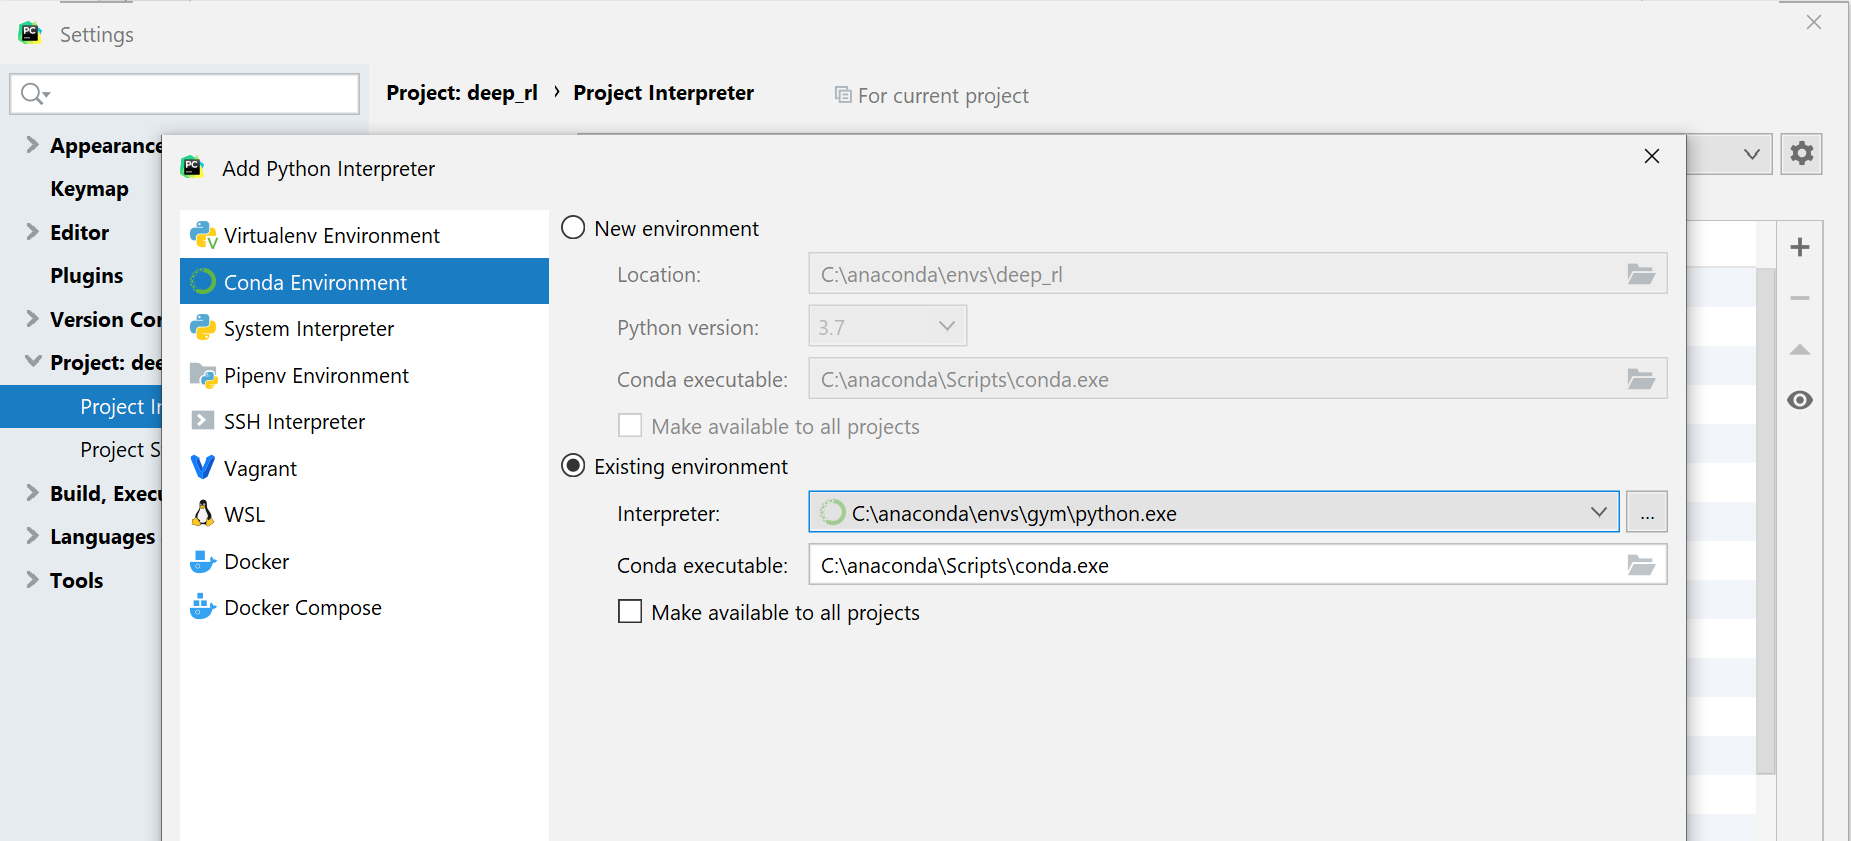 Settings
Project: deep_rl › Project Interpreter
For current project
Appearance
Keymap
Editor
Plugins
Version Cor
Project: dee
Project I
Project S
Build, Exec
Languages
Tools
Add Python Interpreter
Virtualenv Environment
Conda Environment
System Interpreter
Pipenv Environment
SSH Interpreter
Vagrant
WSL
Docker
Docker Compose
New environment
Location: C:\anaconda\envs\deep_rl
Python version: 3.7
Conda executable: C:\anaconda\Scripts\conda.exe
Make available to all projects
Existing environment
Interpreter: C:\anaconda\envs\gym\python.exe ...
Conda executable: C:\anaconda\Scripts\conda.exe
Make available to all projects